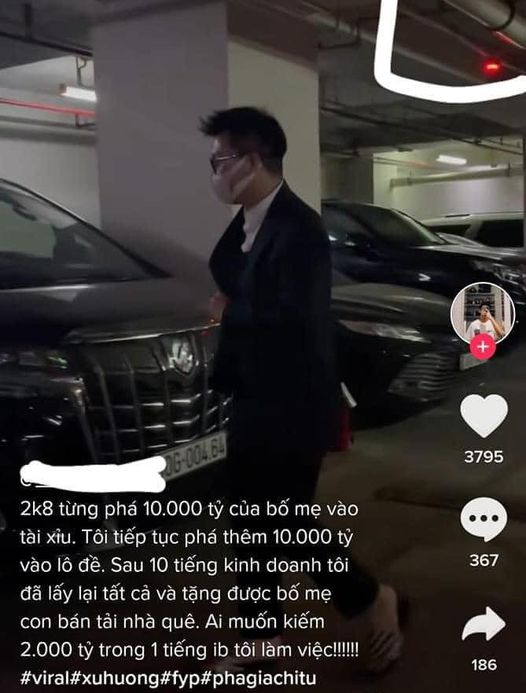 0G-004.64
3795
367
186
2k8 từng phá 10.000 tỷ của bố mẹ vào
tài xỉu. Tôi tiếp tục phá thêm 10.000 tỷ
vào lô đề. Sau 10 tiếng kinh doanh tôi
đã lấy lại tất cả và tặng được bố mẹ
con bán tải nhà quê. Ai muốn kiếm
2.000 tỷ trong 1 tiếng ib tôi làm việc!!!!!!
#viral#xuhuong#fyp#phagiachitu